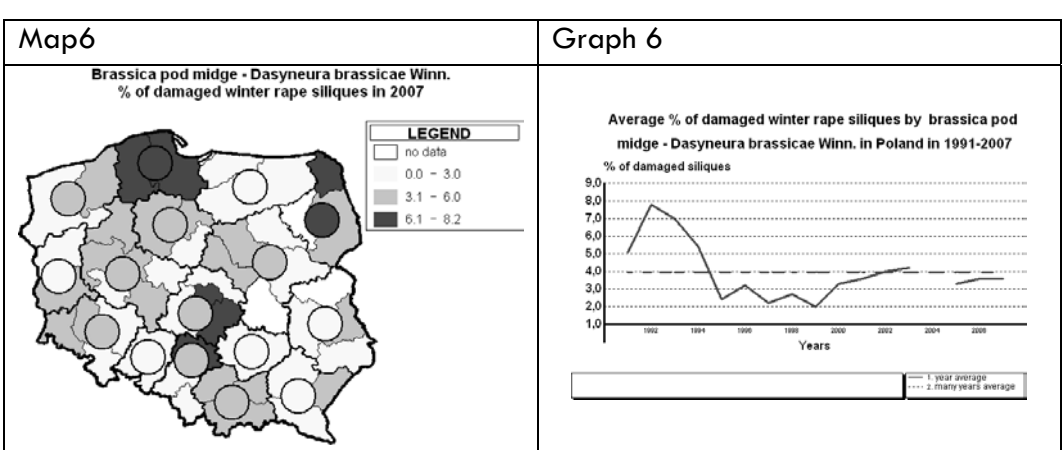 Map6
Brassica pod midge - Dasyneura brassicae Winn.
% of damaged winter rape siliques in 2007
LEGEND
no data
0.0 - 3.0
3.1 - 6.0
6.1 - 8.2
Graph 6
Average % of damaged winter rape siliques by brassica pod
midge - Dasyneura brassicae Winn. in Poland in 1991-2007
% of damaged siliques
9,0
8,0
7,0
6,0
5,0
4,0
3,0
2,0
1,0
1992 1994 1996 1998 2000 2002 2004 2006
Years
1. year average
2. many years average